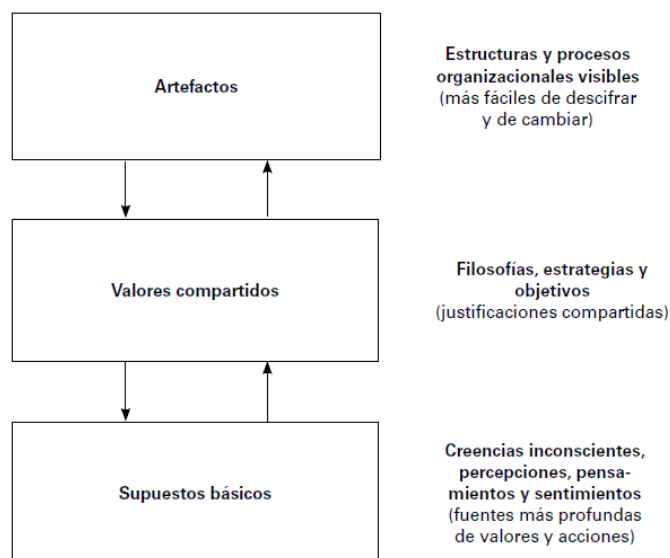 Artefactos
Estructuras y procesos
organizacionales visibles
(más fáciles de descifrar
y de cambiar)
Valores compartidos
Filosofías, estrategias y
objetivos
(justificaciones compartidas)
Supuestos básicos
Creencias inconscientes,
percepciones, pensa-
mientos y sentimientos
(fuentes más profundas
de valores y acciones)